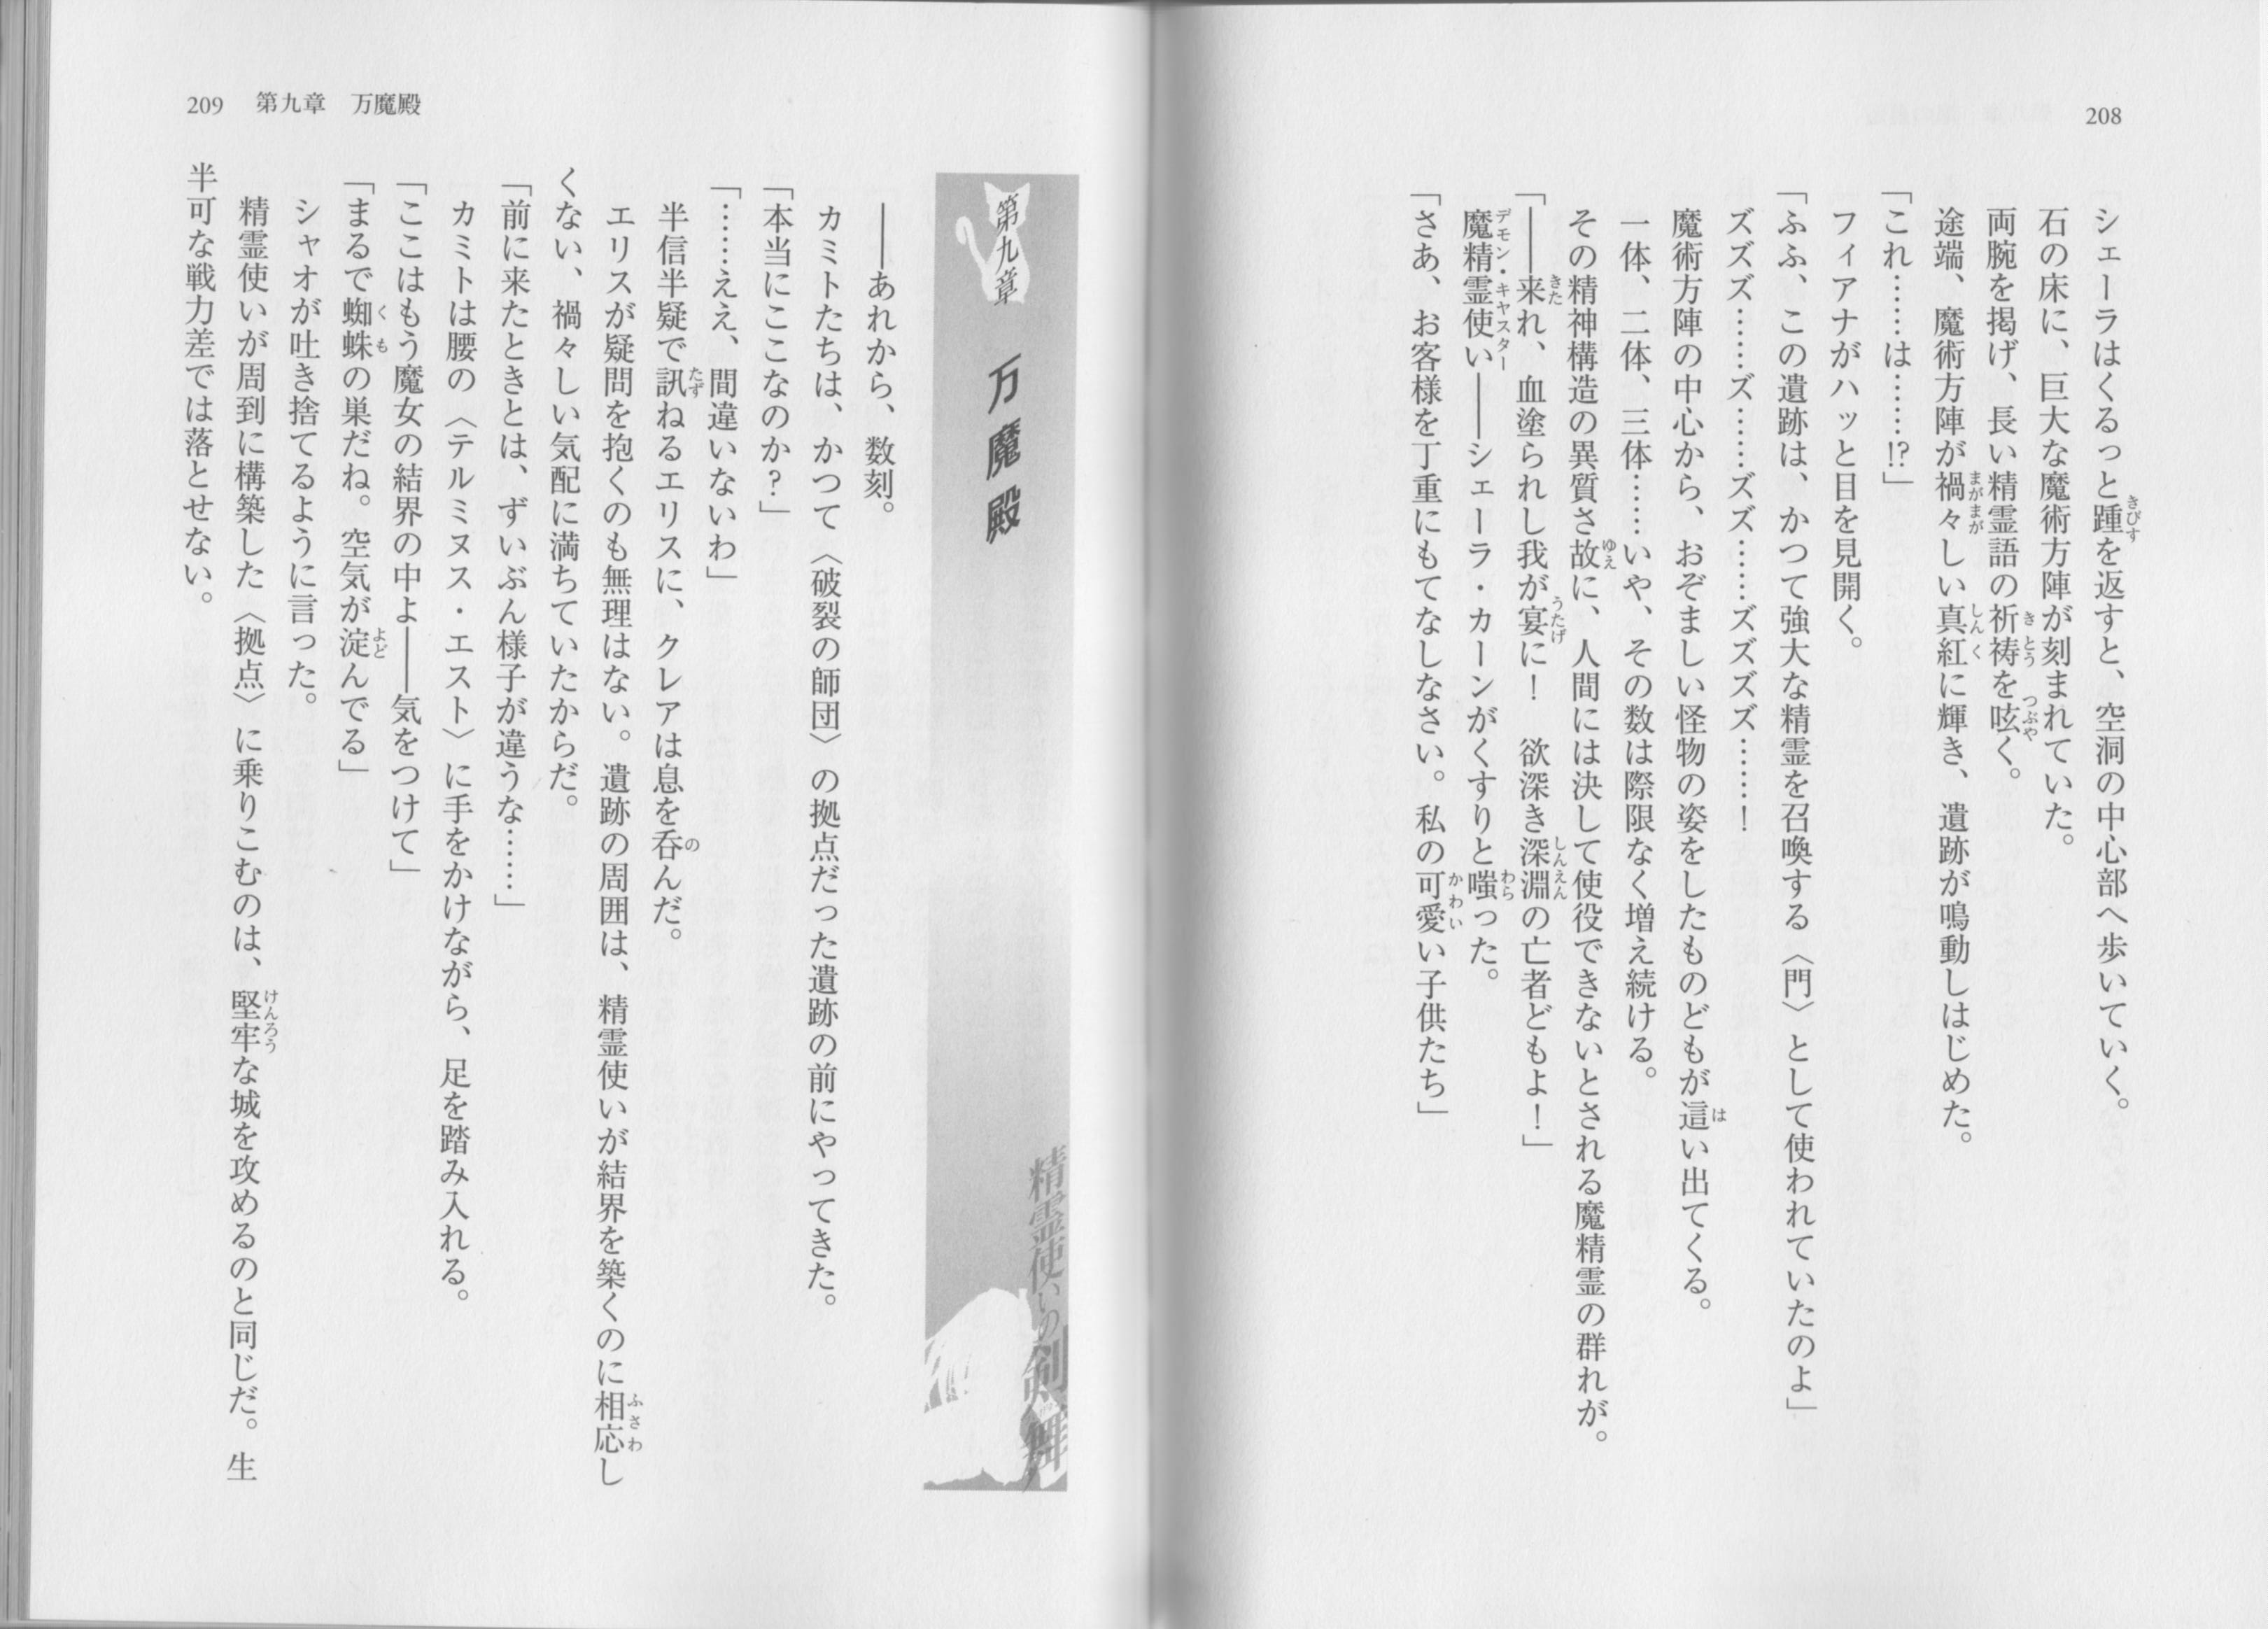 208
シェーラはくるっと踵を返すと、空洞の中心部へ歩いていく。
石の床に、巨大な魔術方陣が刻まれていた。
両腕を掲げ、長い精霊語の祈祷を呟く。
途端、魔術方陣が禍々しい真紅に輝き、遺跡が鳴動しはじめた。
「これ……は……!?」
フィアナがハッと目を見開く。
「ふふ、この遺跡は、かつて強大な精霊を召喚する〈門〉として使われていたのよ」
ズズズ……ズ……ズズ……ズズズズ……！
魔術方陣の中心から、おぞましい怪物の姿をしたものどもが這い出てくる。
一体、二体、三体……いや、その数は際限なく増え続ける。
その精神構造の異質さ故に、人間には決して使役できないとされる魔精霊の群れが。
「――来れ、血塗られし我が宴に！　欲深き深淵の亡者どもよ！」
魔精霊使い――シェーラ・カーンがくすりと嗤った。
「さあ、お客様を丁重にもてなしなさい。私の可愛い子供たち」
209　第九章　万魔殿
第九章　万魔殿
精霊使いの剣舞
――あれから、数刻。
カミトたちは、かつて〈破裂の師団〉の拠点だった遺跡の前にやってきた。
「本当にここなのか？」
「……ええ、間違いないわ」
半信半疑で訊ねるエリスに、クレアは息を呑んだ。
エリスが疑問を抱くのも無理はない。遺跡の周囲は、精霊使いが結界を築くのに相応し
くない、禍々しい気配に満ちていたからだ。
「前に来たときとは、ずいぶん様子が違うな……」
カミトは腰の〈テルミヌス・エスト〉に手をかけながら、足を踏み入れる。
「ここはもう魔女の結界の中よ――気をつけて」
「まるで蜘蛛の巣だね。空気が淀んでる」
シャオが吐き捨てるように言った。
精霊使いが周到に構築した〈拠点〉に乗りこむのは、堅牢な城を攻めるのと同じだ。生
半可な戦力差では落とせない。